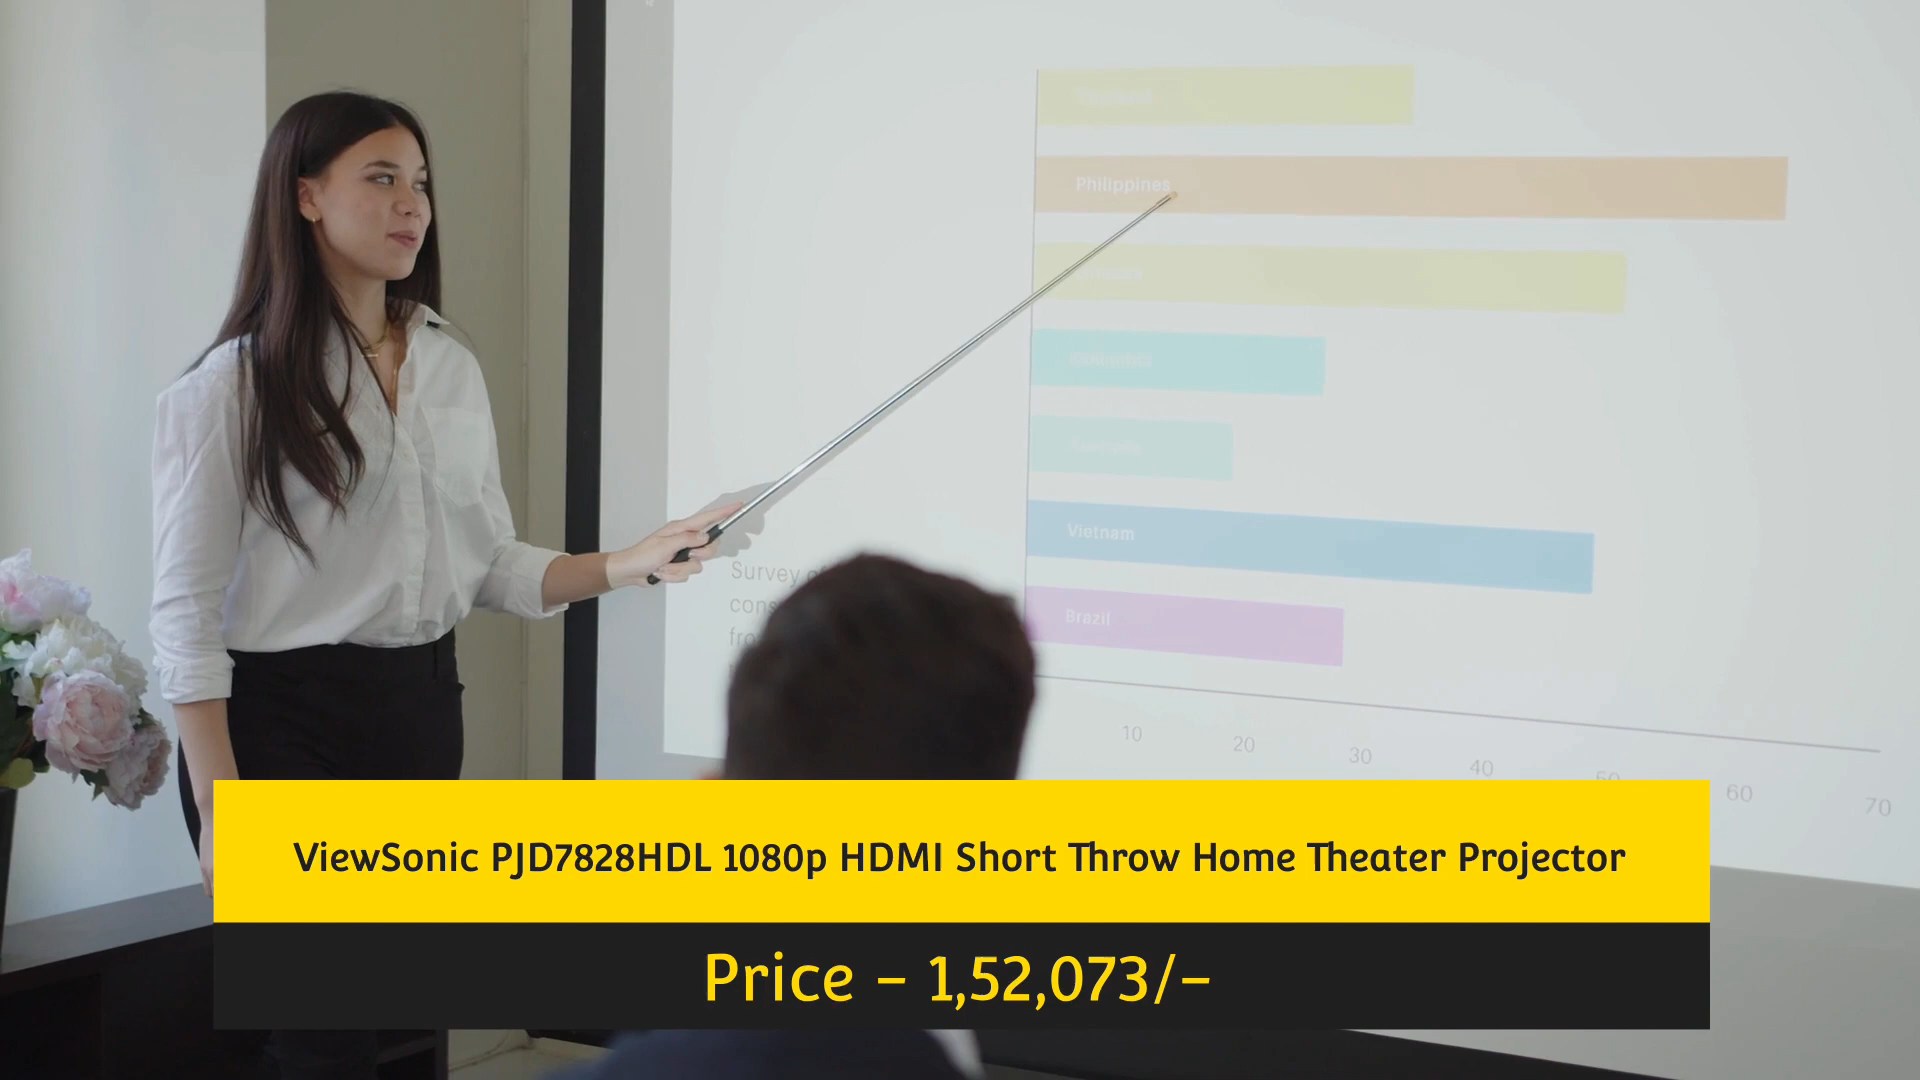 Philippines
Vietnam
Brazil
Survey
10 20 30 40 50 60 70
ViewSonic PJD7828HDL 1080p HDMI Short Throw Home Theater Projector
Price – 1,52,073/–